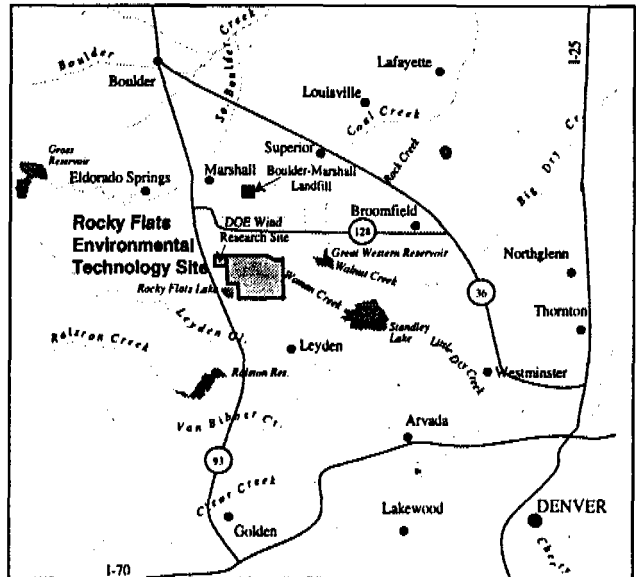 Boulder
Boulder
So. Boulder Creek
Lafayette
I-25
Louisville
Coal Creek
Superior
Rock Creek
Big Dry Cr.
Gross
Reservoir
Marshall
Boulder-Marshall
Landfill
Eldorado Springs
Broomfield
DOE Wind
Research Site
128
Rocky Flats
Environmental
Technology Site
Great Western Reservoir
Walnut Creek
Northglenn
Rocky Flats Lake
Woman Creek
36
Leyden
Standley
Lake
Thornton
Ralston Creek
Leyden
Little Dry Creek
Ralston Res.
Westminster
Van Bibber Cr.
Arvada
93
Clear Creek
Golden
Lakewood
DENVER
I-70